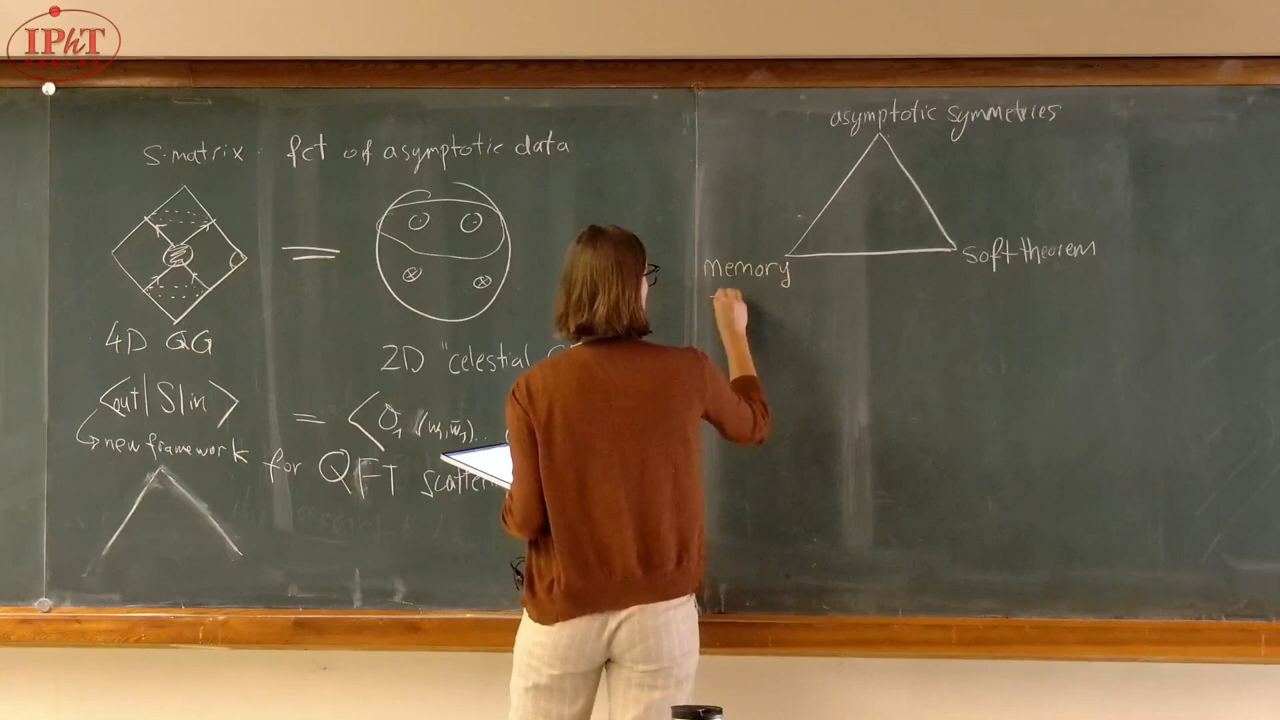 IPhT
SACLAY
S-matrix fct of asymptotic data
=
4D QG
2D "celestial
<out|S|in>
= < O₁ (w₁, w̄₁)...
new framework
for QFT
asymptotic symmetries
Memory
Soft theorem